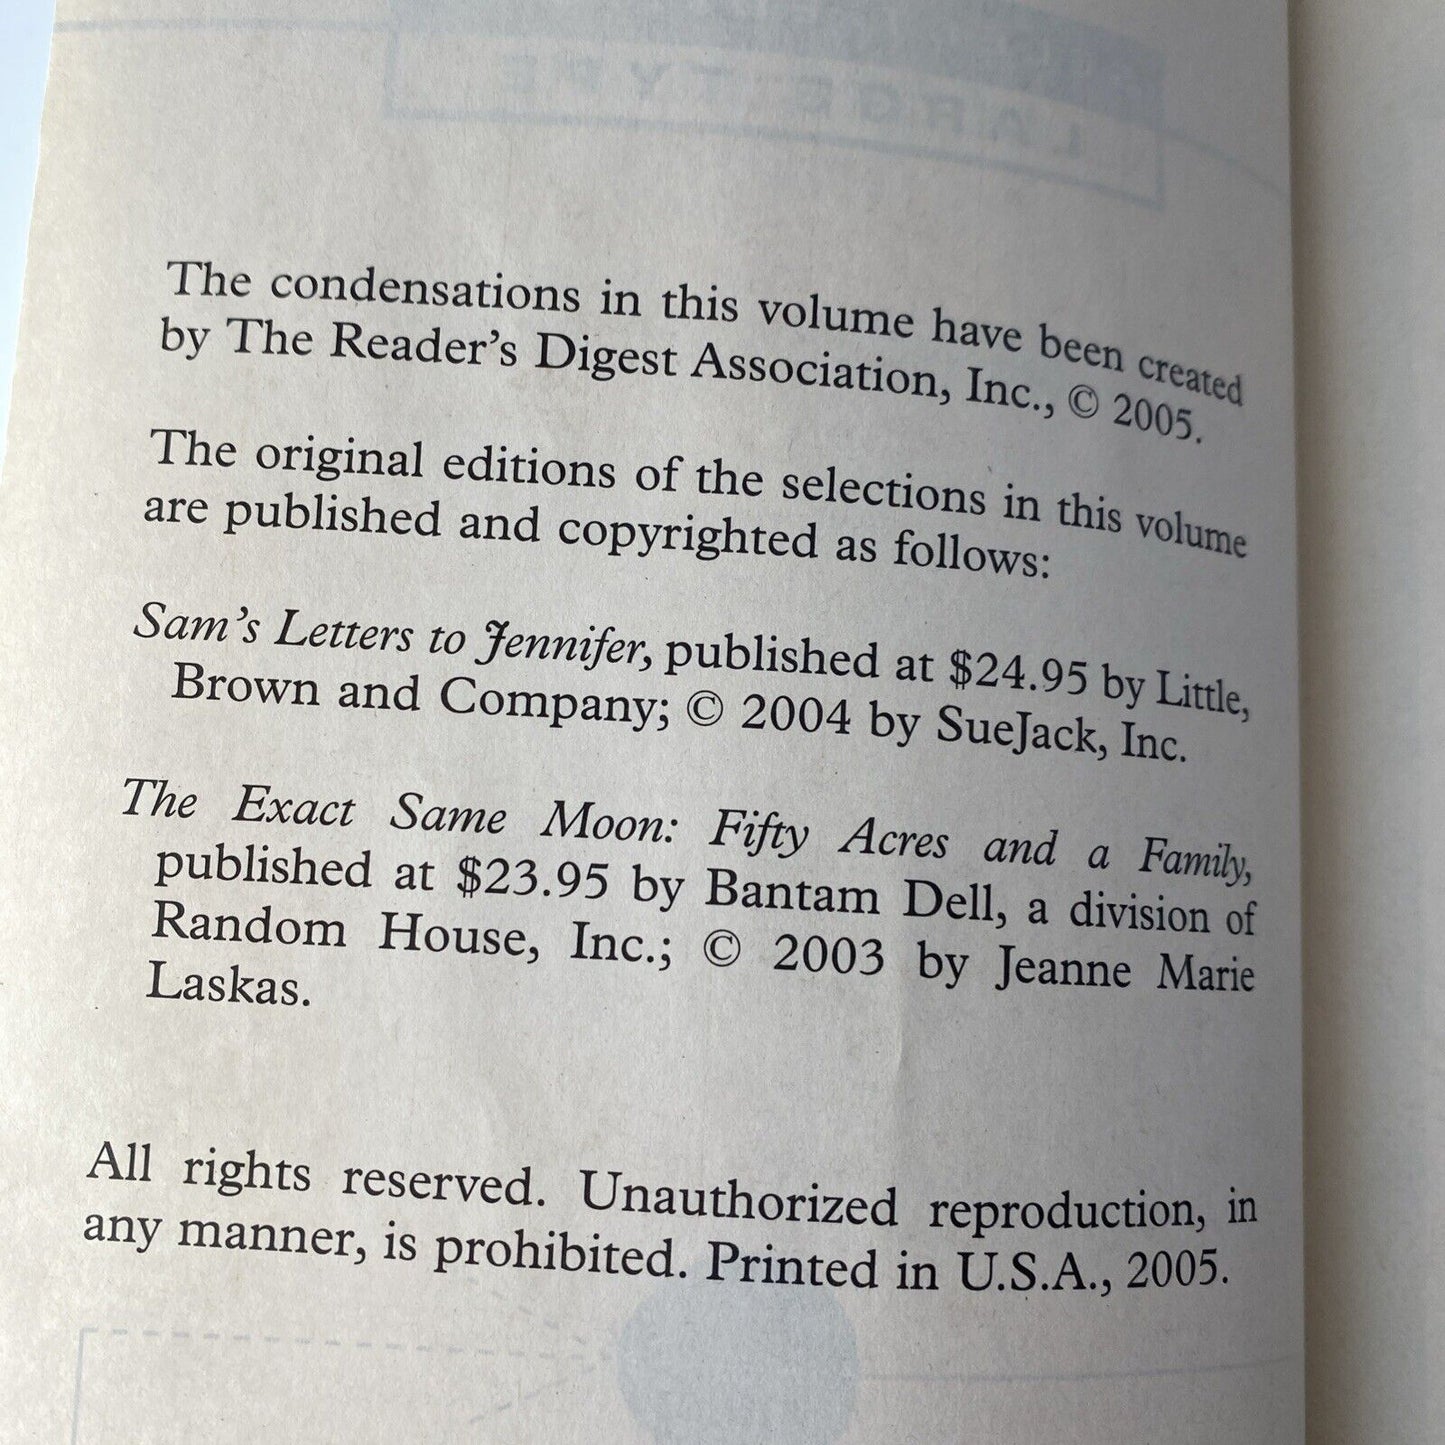 LARGE TYPE
The condensations in this volume have been created
by The Reader's Digest Association, Inc., © 2005.
The original editions of the selections in this volume
are published and copyrighted as follows:
Sam's Letters to Jennifer, published at $24.95 by Little,
Brown and Company; © 2004 by SueJack, Inc.
The Exact Same Moon: Fifty Acres and a Family,
published at $23.95 by Bantam Dell, a division of
Random House, Inc.; © 2003 by Jeanne Marie
Laskas.
All rights reserved. Unauthorized reproduction, in
any manner, is prohibited. Printed in U.S.A., 2005.